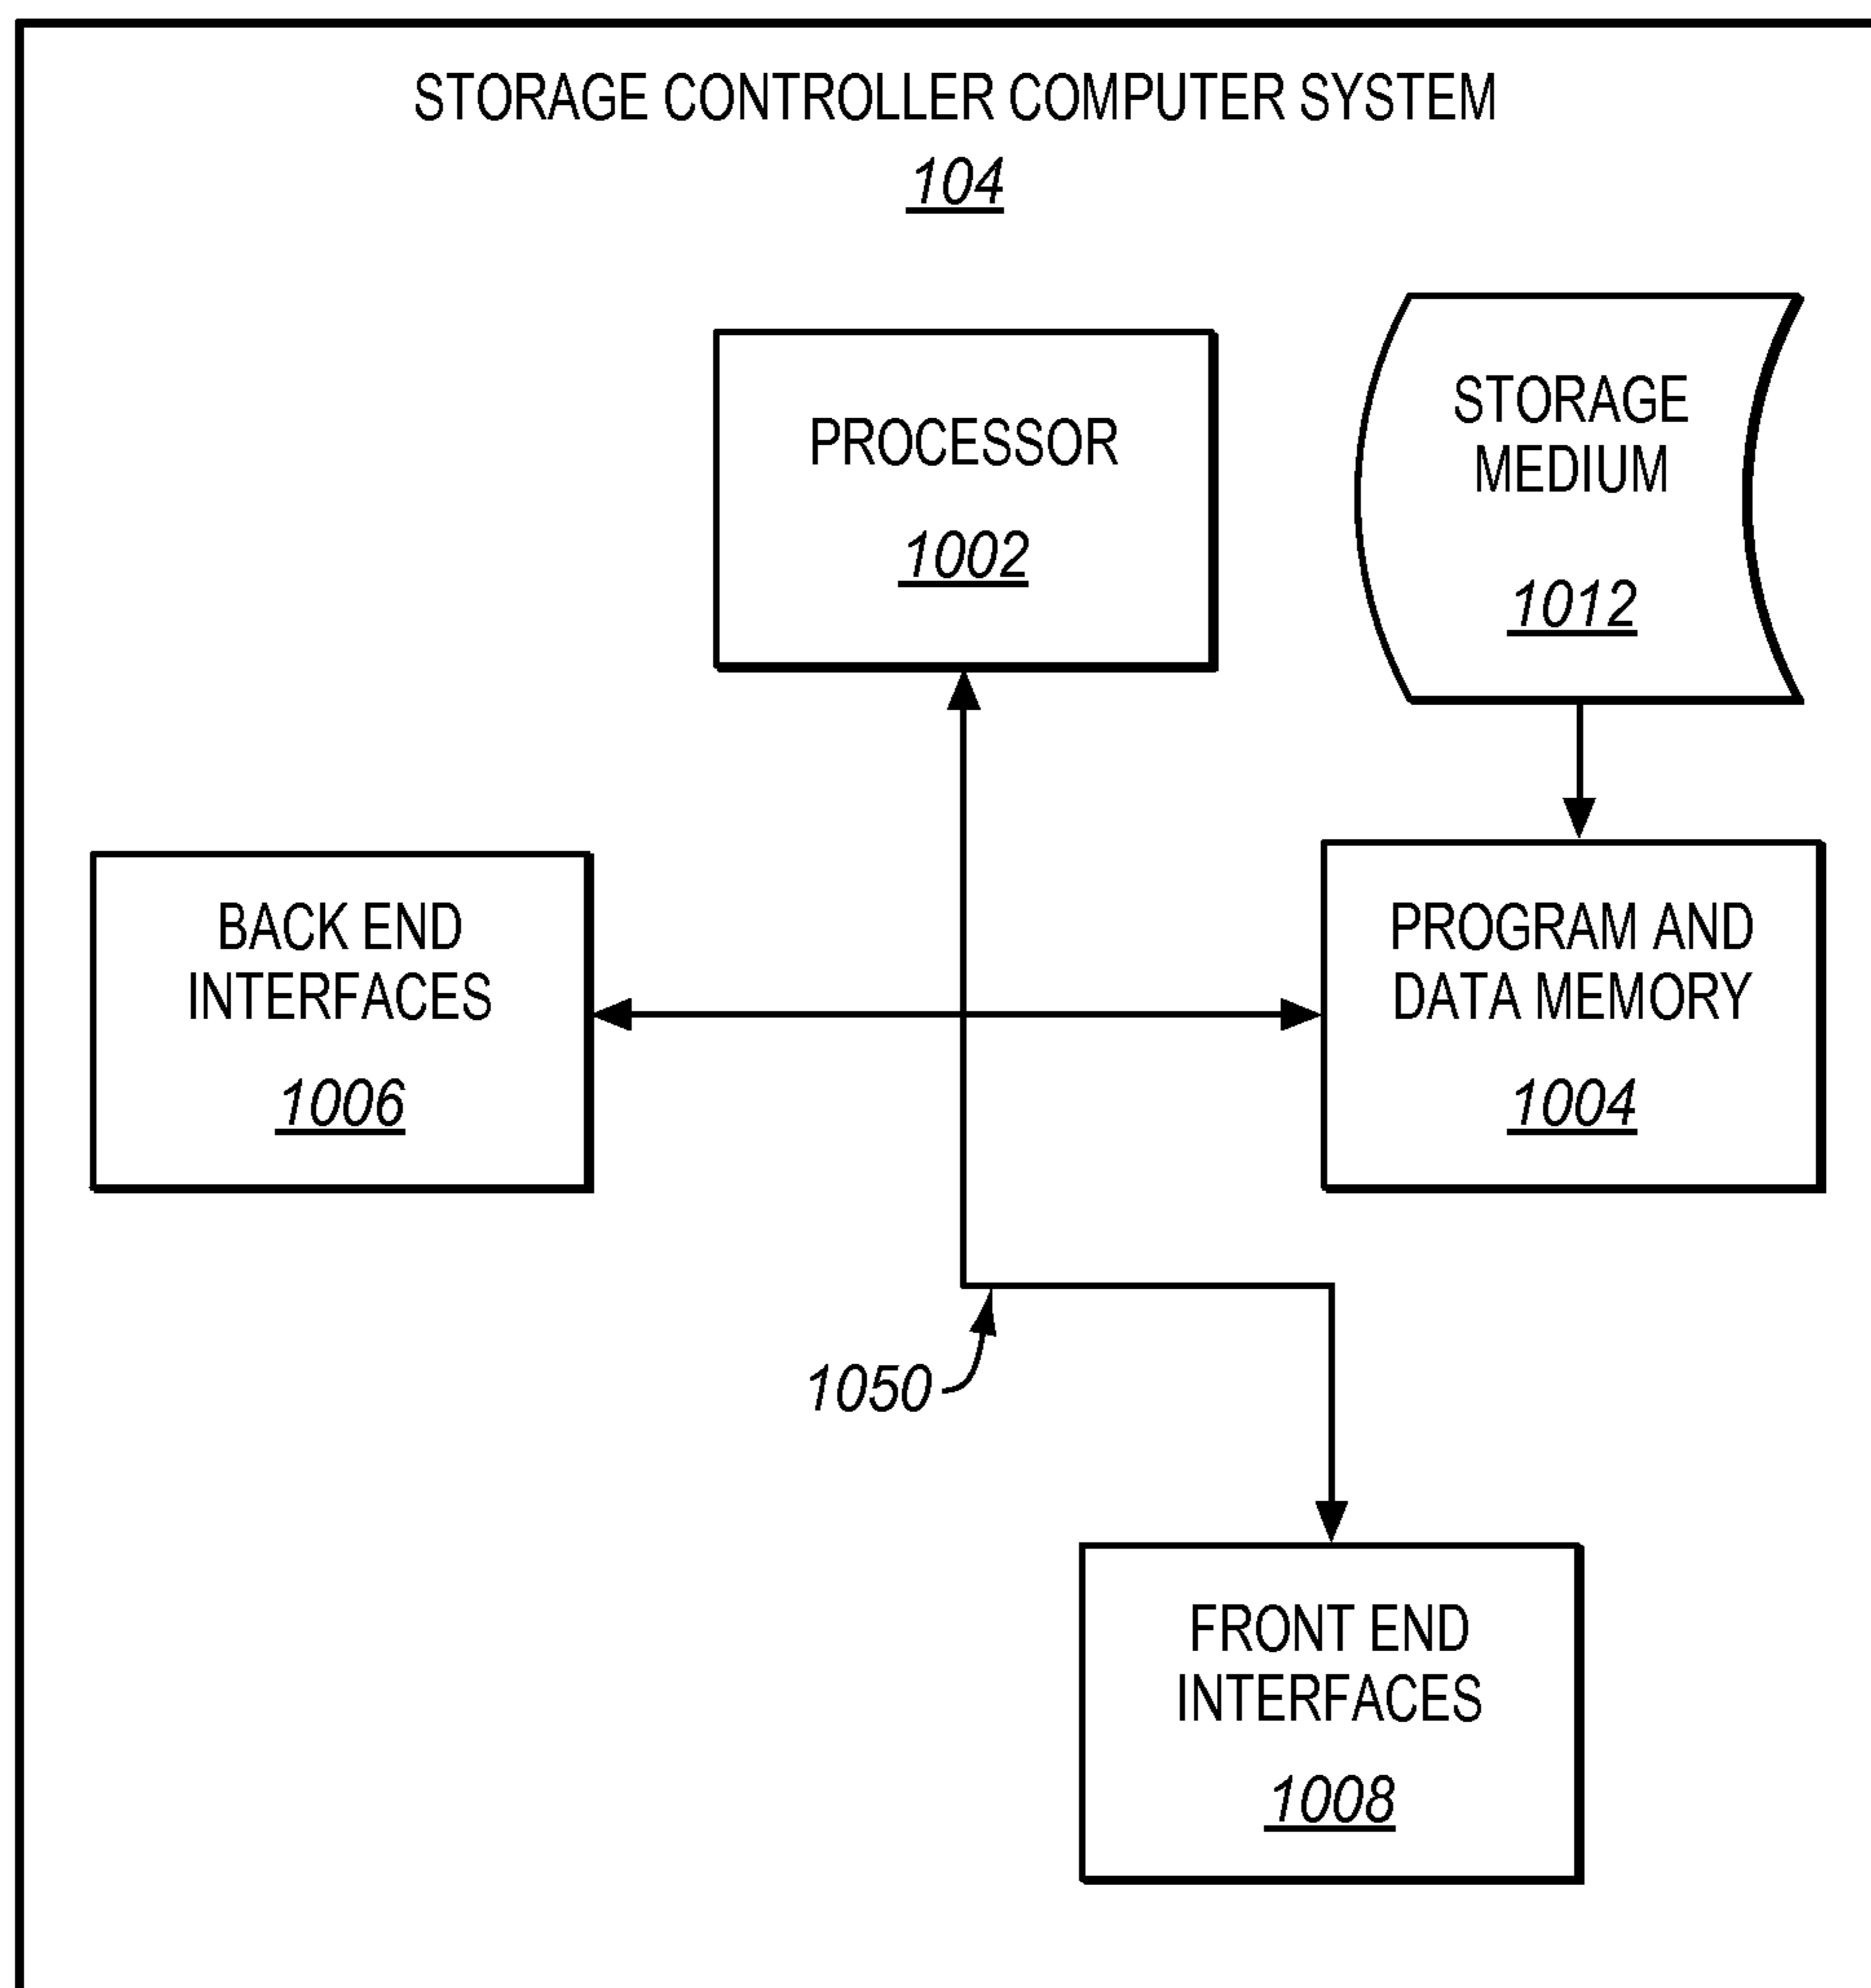 STORAGE CONTROLLER COMPUTER SYSTEM
104
PROCESSOR
1002
STORAGE
MEDIUM
1012
BACK END
INTERFACES
1006
PROGRAM AND
DATA MEMORY
1004
1050
FRONT END
INTERFACES
1008